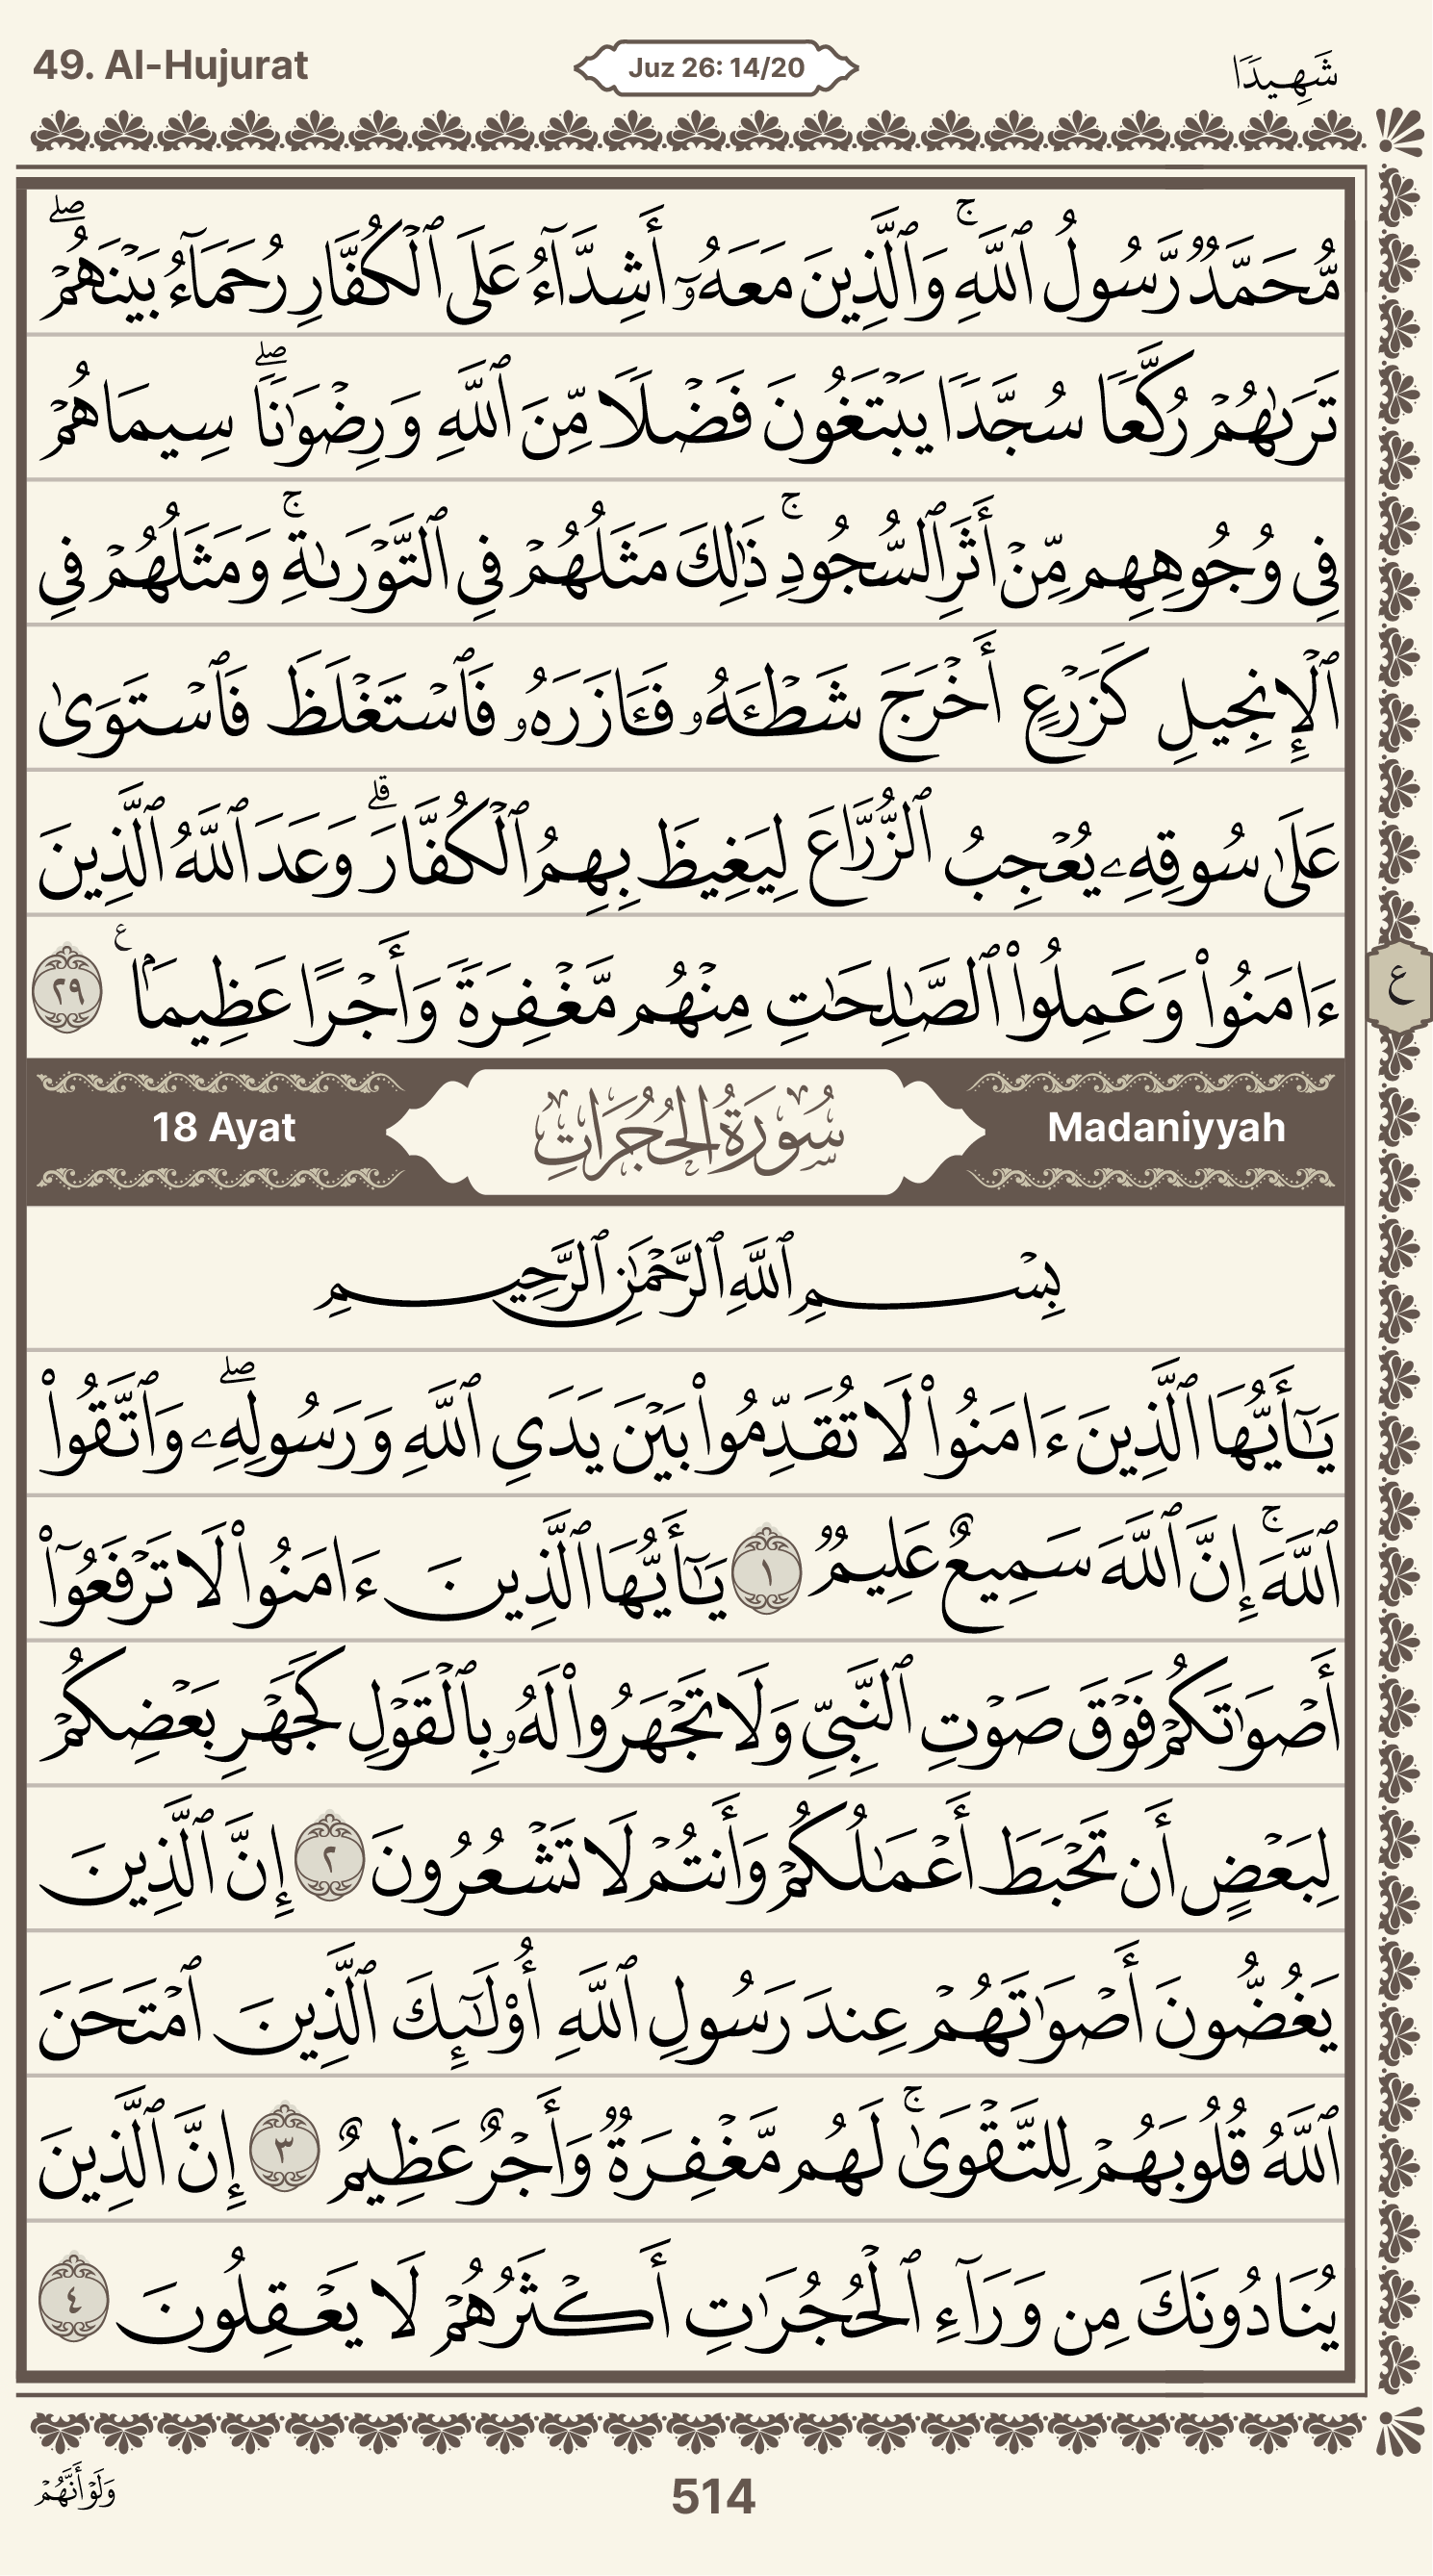 49. Al-Hujurat
Juz 26: 14/20
شَهِيدًا
مُّحَمَّدٌ رَّسُولُ ٱللَّهِ ۚ وَٱلَّذِينَ مَعَهُۥٓ أَشِدَّآءُ عَلَى ٱلْكُفَّارِ رُحَمَآءُ بَيْنَهُمْ ۖ
تَرَىٰهُمْ رُكَّعًا سُجَّدًا يَبْتَغُونَ فَضْلًا مِّنَ ٱللَّهِ وَرِضْوَٰنًا ۖ سِيمَاهُمْ
فِى وُجُوهِهِم مِّنْ أَثَرِ ٱلسُّجُودِ ۚ ذَٰلِكَ مَثَلُهُمْ فِى ٱلتَّوْرَىٰةِ ۚ وَمَثَلُهُمْ فِى
ٱلْإِنجِيلِ كَزَرْعٍ أَخْرَجَ شَطْـَٔهُۥ فَـَٔازَرَهُۥ فَٱسْتَغْلَظَ فَٱسْتَوَىٰ
عَلَىٰ سُوقِهِۦ يُعْجِبُ ٱلزُّرَّاعَ لِيَغِيظَ بِهِمُ ٱلْكُفَّارَ ۗ وَعَدَ ٱللَّهُ ٱلَّذِينَ
ءَامَنُوا۟ وَعَمِلُوا۟ ٱلصَّـٰلِحَـٰتِ مِنْهُم مَّغْفِرَةً وَأَجْرًا عَظِيمًۢا ع ٢٩
ع
18 Ayat
سُورَةُ الحُجُرَاتِ
Madaniyyah
بِسْمِ ٱللَّهِ ٱلرَّحْمَـٰنِ ٱلرَّحِيمِ
يَـٰٓأَيُّهَا ٱلَّذِينَ ءَامَنُوا۟ لَا تُقَدِّمُوا۟ بَيْنَ يَدَىِ ٱللَّهِ وَرَسُولِهِۦ ۖ وَٱتَّقُوا۟
ٱللَّهَ ۚ إِنَّ ٱللَّهَ سَمِيعٌ عَلِيمٌ ١ يَـٰٓأَيُّهَا ٱلَّذِينَ ءَامَنُوا۟ لَا تَرْفَعُوٓا۟
أَصْوَٰتَكُمْ فَوْقَ صَوْتِ ٱلنَّبِىِّ وَلَا تَجْهَرُوا۟ لَهُۥ بِٱلْقَوْلِ كَجَهْرِ بَعْضِكُمْ
لِبَعْضٍ أَن تَحْبَطَ أَعْمَـٰلُكُمْ وَأَنتُمْ لَا تَشْعُرُونَ ٢ إِنَّ ٱلَّذِينَ
يَغُضُّونَ أَصْوَٰتَهُمْ عِندَ رَسُولِ ٱللَّهِ أُو۟لَـٰٓئِكَ ٱلَّذِينَ ٱمْتَحَنَ
ٱللَّهُ قُلُوبَهُمْ لِلتَّقْوَىٰ ۚ لَهُم مَّغْفِرَةٌ وَأَجْرٌ عَظِيمٌ ٣ إِنَّ ٱلَّذِينَ
يُنَادُونَكَ مِن وَرَآءِ ٱلْحُجُرَٰتِ أَكْثَرُهُمْ لَا يَعْقِلُونَ ٤
وَلَوْ أَنَّهُمْ
514